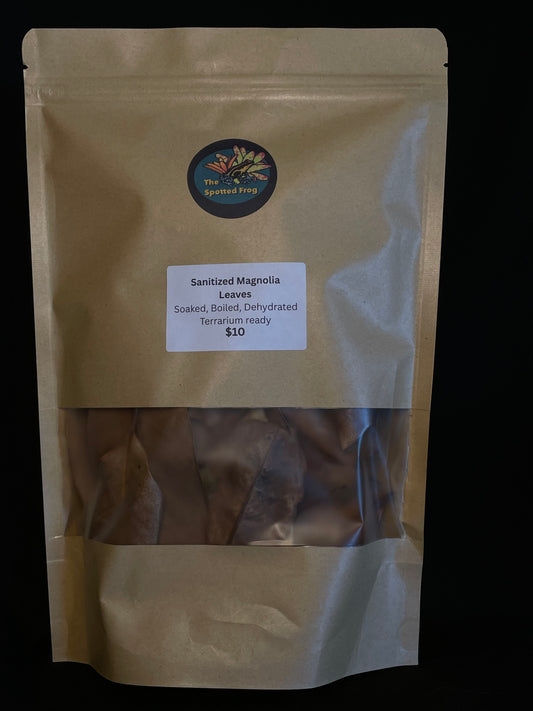 The
Spotted Frog
Sanitized Magnolia
Leaves
Soaked, Boiled, Dehydrated
Terrarium ready
$10